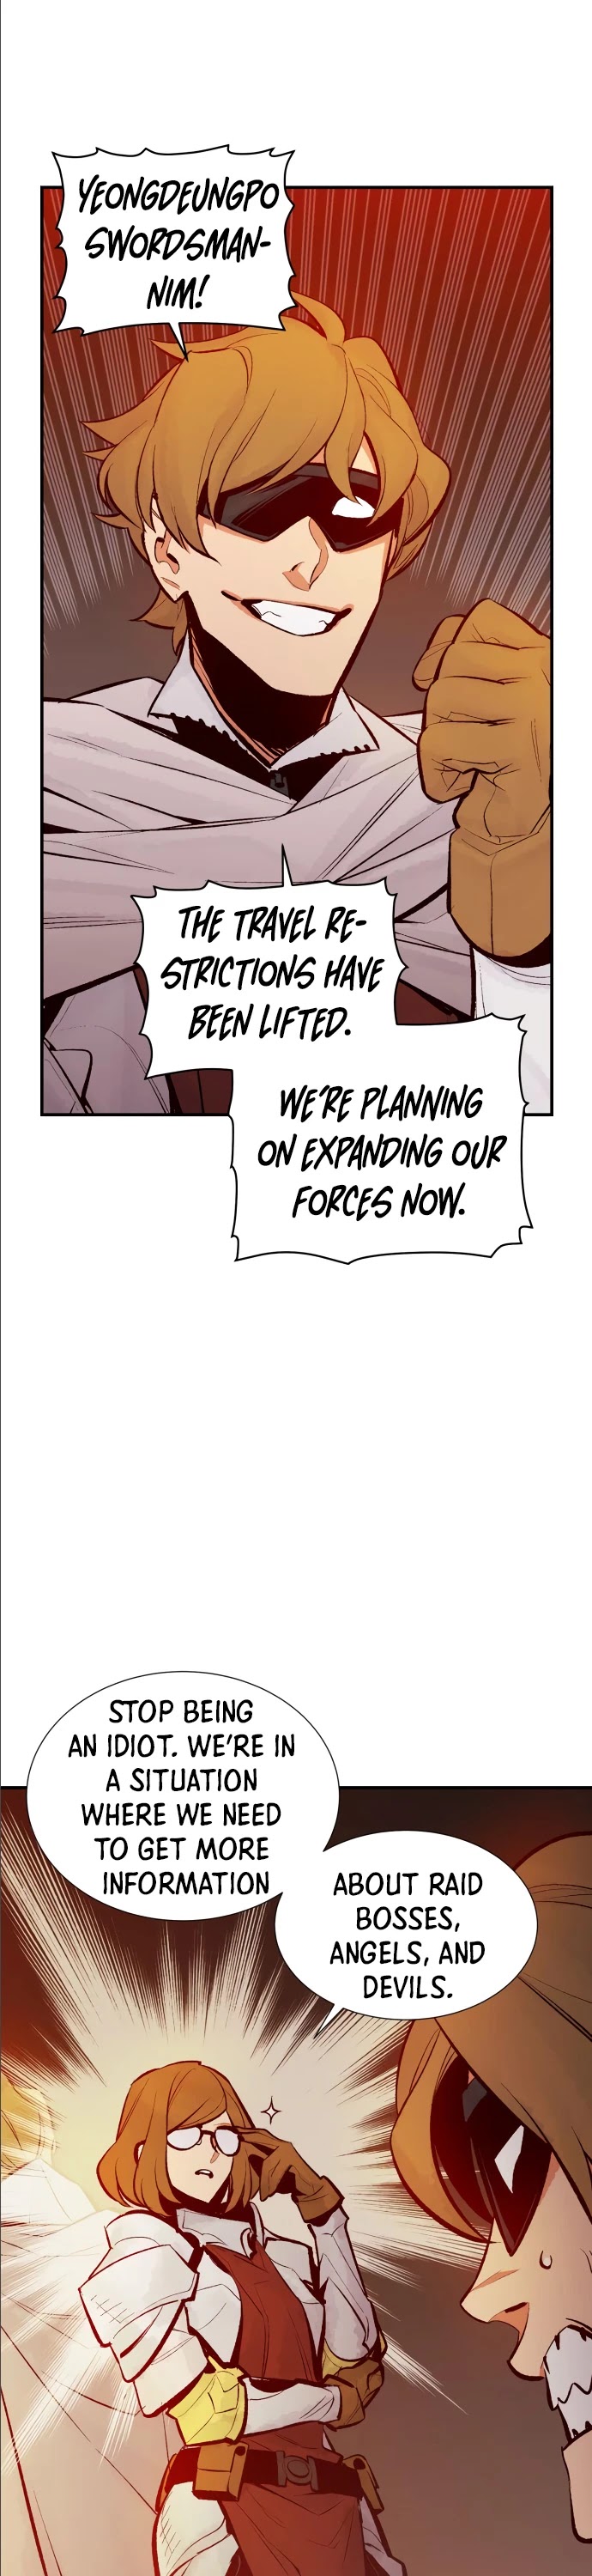 YEONGDEUNGPO
SWORDSMAN-
NIM!
THE TRAVEL RE-
STRICTIONS HAVE
BEEN LIFTED.
WE'RE PLANNING
ON EXPANDING OUR
FORCES NOW.
STOP BEING
AN IDIOT. WE'RE IN
A SITUATION
WHERE WE NEED
TO GET MORE
INFORMATION
ABOUT RAID
BOSSES,
ANGELS, AND
DEVILS.